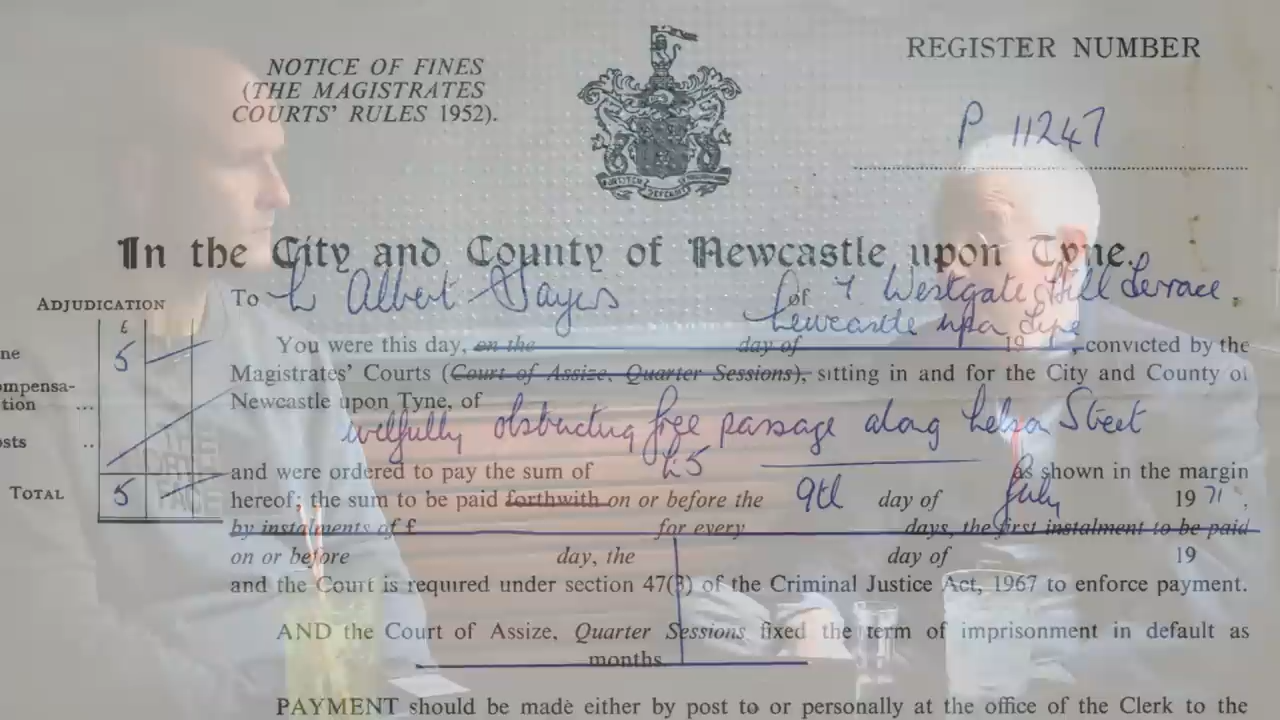 NOTICE OF FINES
(THE MAGISTRATES
COURTS' RULES 1952).
REGISTER NUMBER
P 11247
In the City and County of Newcastle upon Tyne.
ADJUDICATION
To L Albert Sayers of 7 Westgate Hill Terrace,
Newcastle upon Tyne
£
You were this day, on the day of 19 , convicted by the
ne 5
Magistrates' Courts (Court of Assize, Quarter Sessions), sitting in and for the City and County of
ompensa-
tion ...
Newcastle upon Tyne, of
wilfully obstructing free passage along Nelson Street
osts ..
and were ordered to pay the sum of £5 as shown in the margin
TOTAL 5
hereof; the sum to be paid forthwith on or before the 9th day of July 1971,
by instalments of £ for every days, the first instalment to be paid
on or before day, the day of 19
and the Court is required under section 47(3) of the Criminal Justice Act, 1967 to enforce payment.
AND the Court of Assize, Quarter Sessions fixed the term of imprisonment in default as
months.
PAYMENT should be made either by post to or personally at the office of the Clerk to the